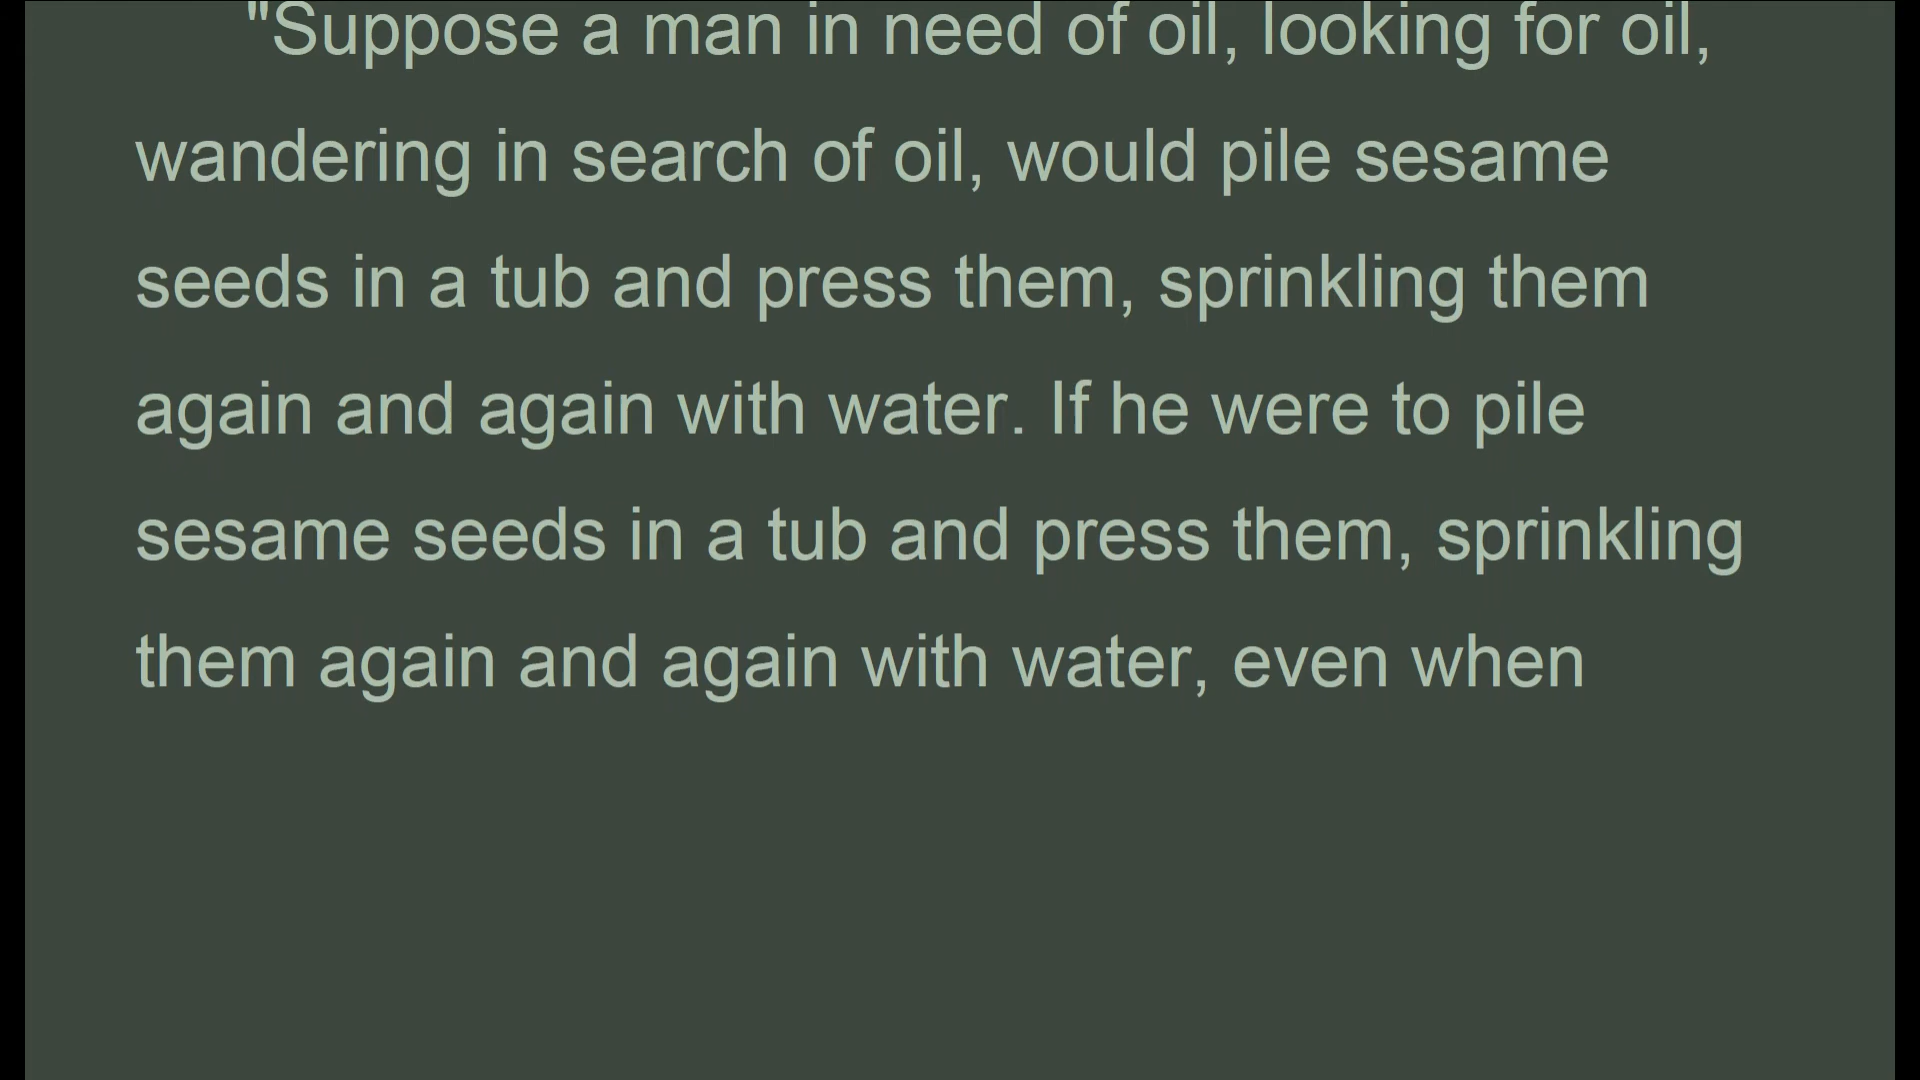 "Suppose a man in need of oil, looking for oil,
wandering in search of oil, would pile sesame
seeds in a tub and press them, sprinkling them
again and again with water. If he were to pile
sesame seeds in a tub and press them, sprinkling
them again and again with water, even when